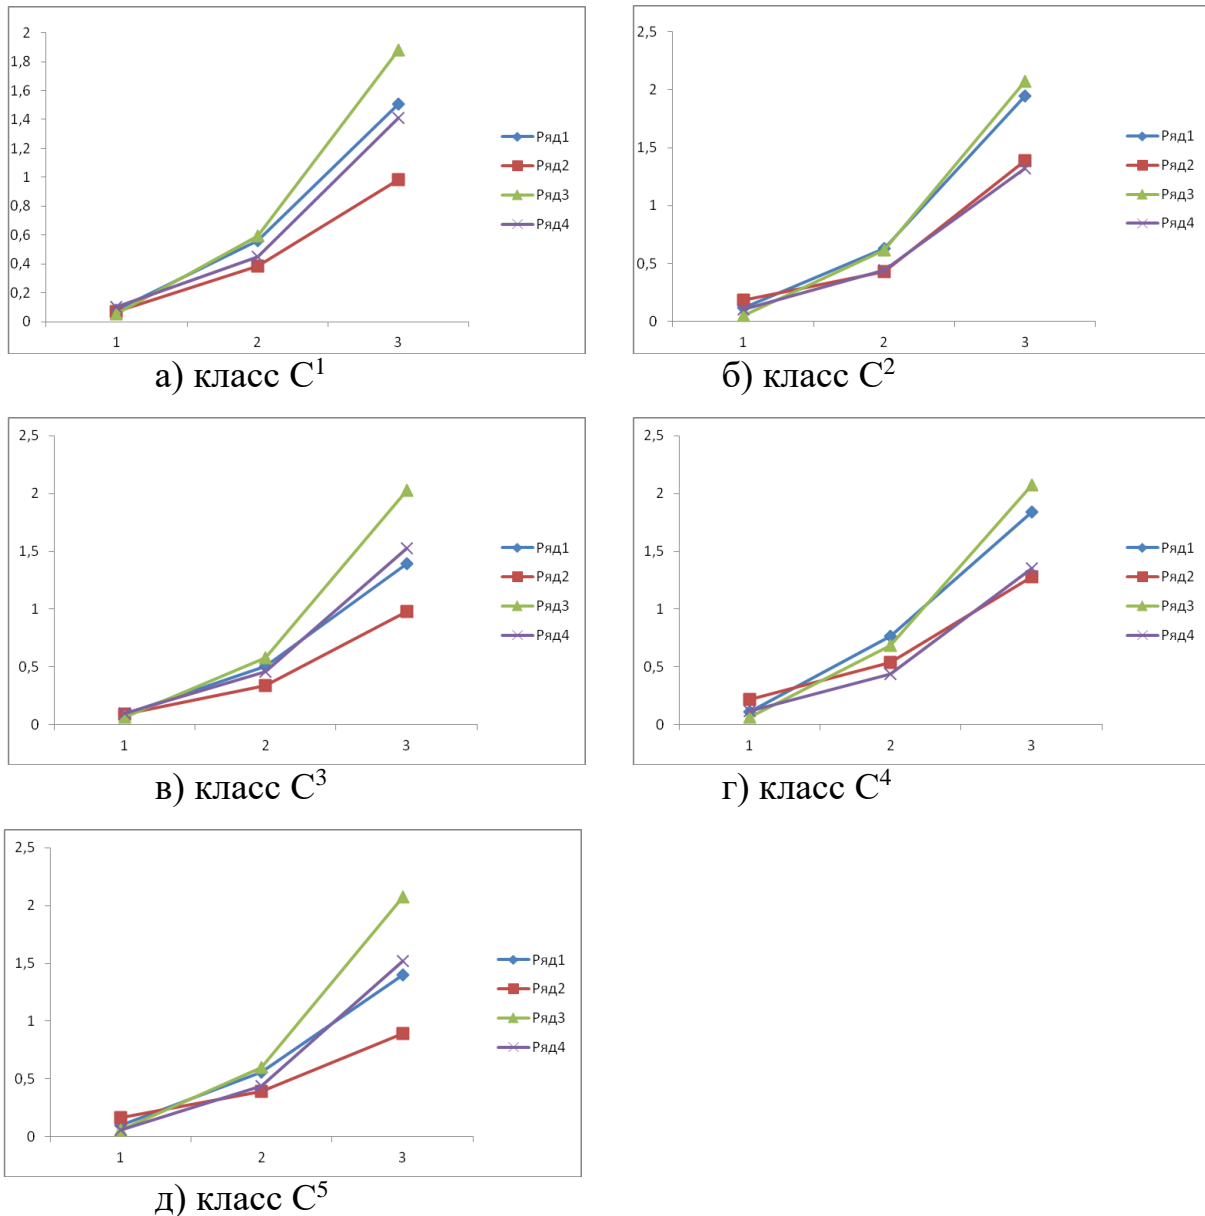 2
1,8
1,6
1,4
1,2
1
0,8
0,6
0,4
0,2
0
1 2 3
Ряд1
Ряд2
Ряд3
Ряд4
а) класс C¹
2,5
2
1,5
1
0,5
0
1 2 3
Ряд1
Ряд2
Ряд3
Ряд4
б) класс C²
2,5
2
1,5
1
0,5
0
1 2 3
Ряд1
Ряд2
Ряд3
Ряд4
в) класс C³
2,5
2
1,5
1
0,5
0
1 2 3
Ряд1
Ряд2
Ряд3
Ряд4
г) класс C⁴
2,5
2
1,5
1
0,5
0
1 2 3
Ряд1
Ряд2
Ряд3
Ряд4
д) класс C⁵